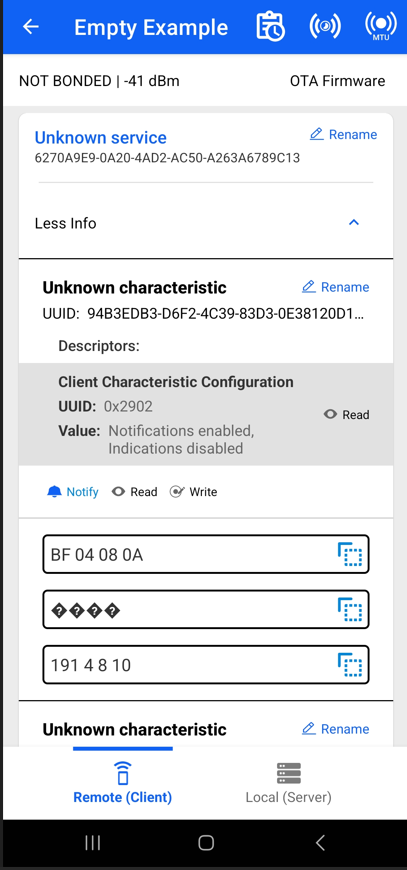 Empty Example
MTU
NOT BONDED | -41 dBm
OTA Firmware
Unknown service
Rename
6270A9E9-0A20-4AD2-AC50-A263A6789C13
Less Info
Unknown characteristic
Rename
UUID: 94B3EDB3-D6F2-4C39-83D3-0E38120D1...
Descriptors:
Client Characteristic Configuration
UUID: 0x2902
Read
Value: Notifications enabled,
Indications disabled
Notify Read Write
BF 04 08 0A
����
191 4 8 10
Unknown characteristic
Rename
Remote (Client)
Local (Server)